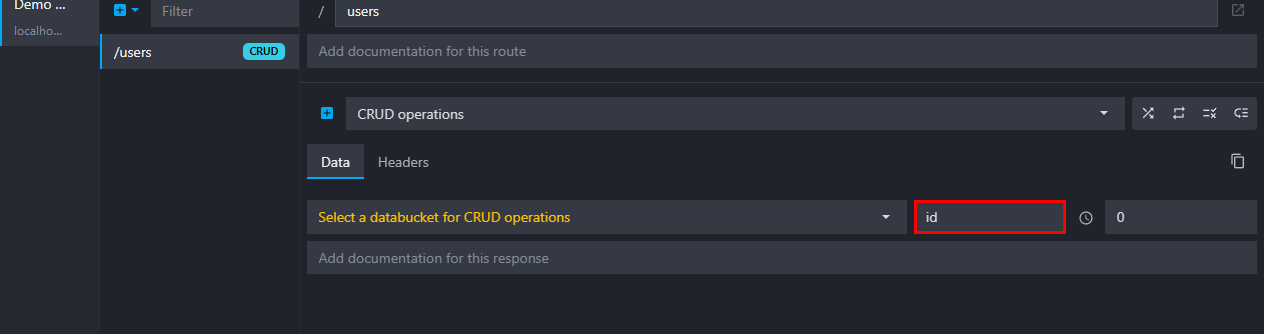 Demo ...
localho...
Filter
/users
CRUD
/
users
Add documentation for this route
CRUD operations
Data
Headers
Select a databucket for CRUD operations
id
0
Add documentation for this response